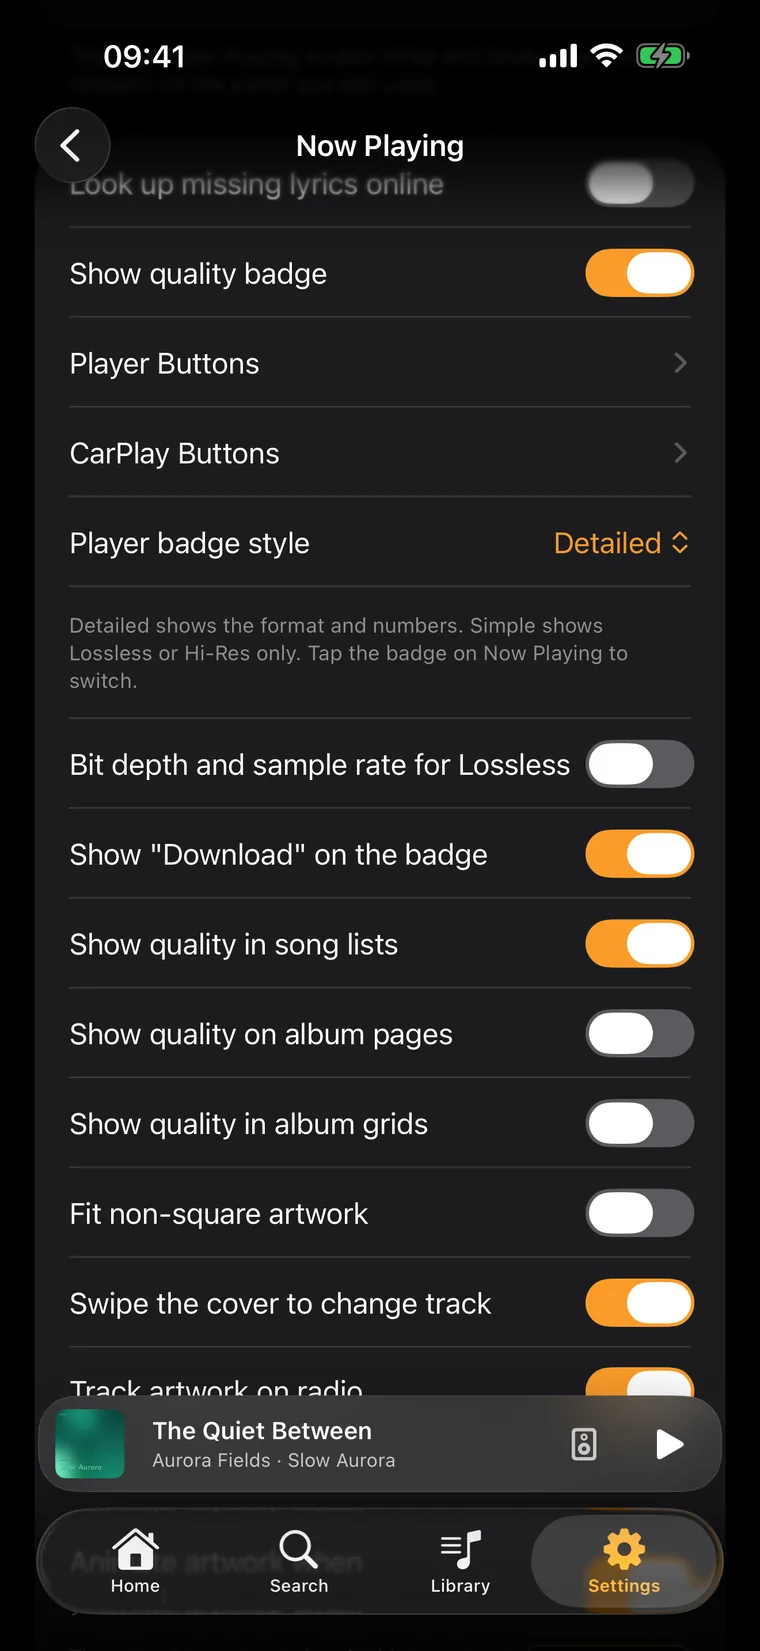 09:41
Now Playing
Look up missing lyrics online
Show quality badge
Player Buttons
CarPlay Buttons
Player badge style
Detailed
Detailed shows the format and numbers. Simple shows
Lossless or Hi-Res only. Tap the badge on Now Playing to
switch.
Bit depth and sample rate for Lossless
Show "Download" on the badge
Show quality in song lists
Show quality on album pages
Show quality in album grids
Fit non-square artwork
Swipe the cover to change track
Track artwork on radio
The Quiet Between
Aurora Fields · Slow Aurora
Animate artwork when
Home
Search
Library
Settings